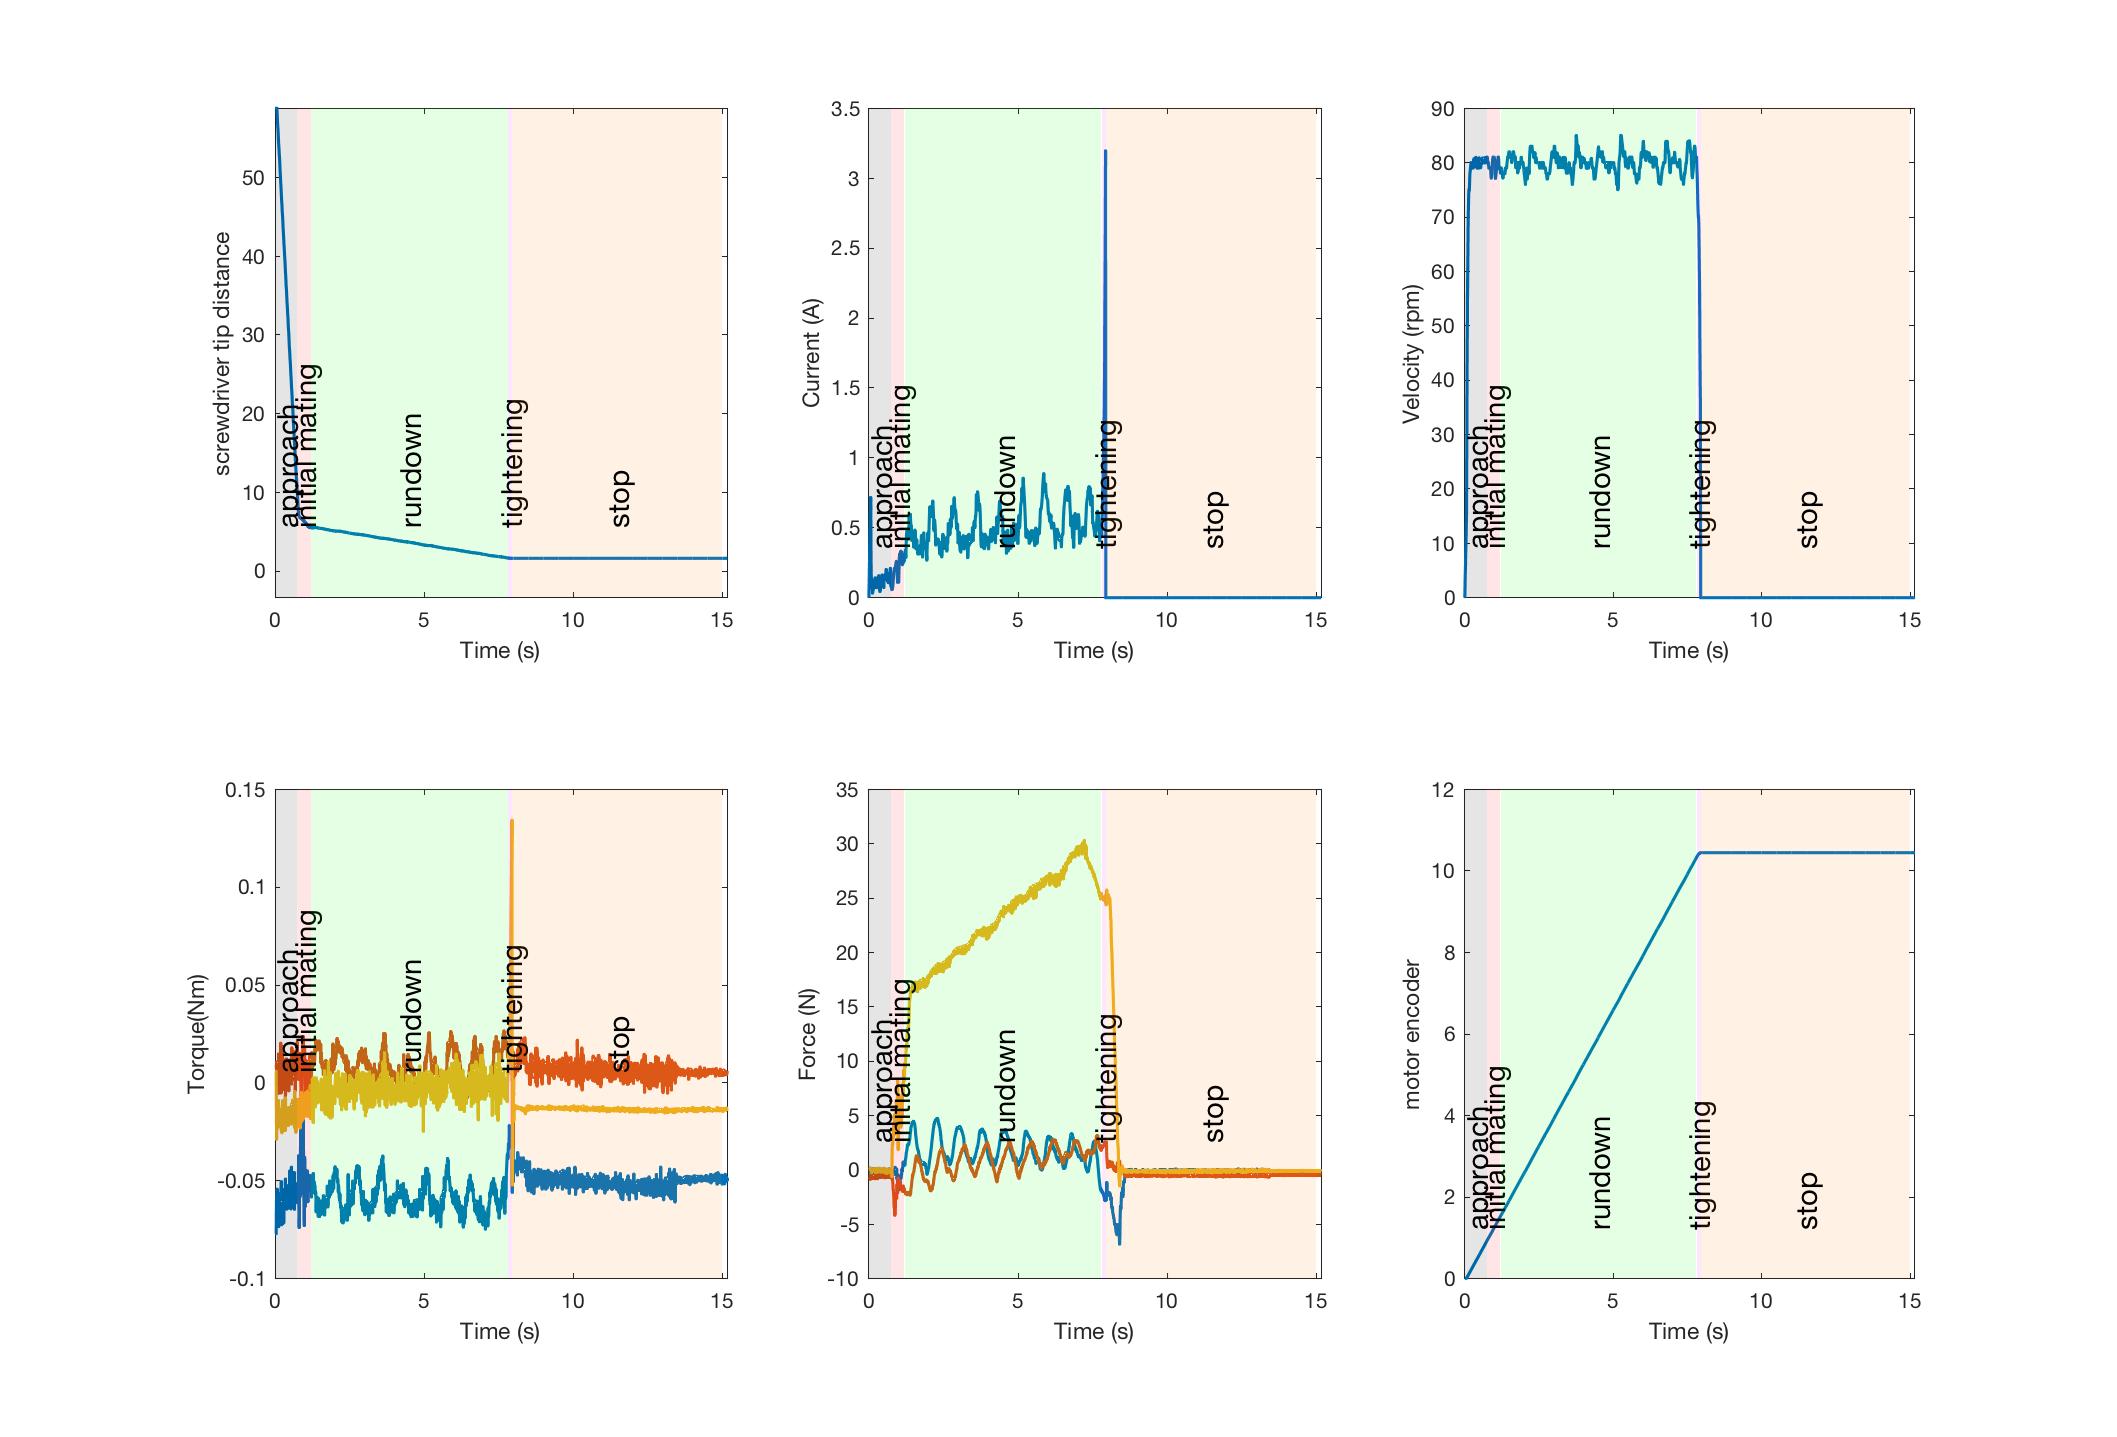 screwdriver tip distance
50
40
30
20
10
0
approach
initial mating
rundown
tightening
stop
0 5 10 15
Time (s)
Current (A)
3.5
3
2.5
2
1.5
1
0.5
0
approach
initial mating
rundown
tightening
stop
0 5 10 15
Time (s)
Velocity (rpm)
90
80
70
60
50
40
30
20
10
0
approach
initial mating
rundown
tightening
stop
0 5 10 15
Time (s)
Torque(Nm)
0.15
0.1
0.05
0
-0.05
-0.1
approach
initial mating
rundown
tightening
stop
0 5 10 15
Time (s)
Force (N)
35
30
25
20
15
10
5
0
-5
-10
approach
initial mating
rundown
tightening
stop
0 5 10 15
Time (s)
motor encoder
12
10
8
6
4
2
0
approach
initial mating
rundown
tightening
stop
0 5 10 15
Time (s)